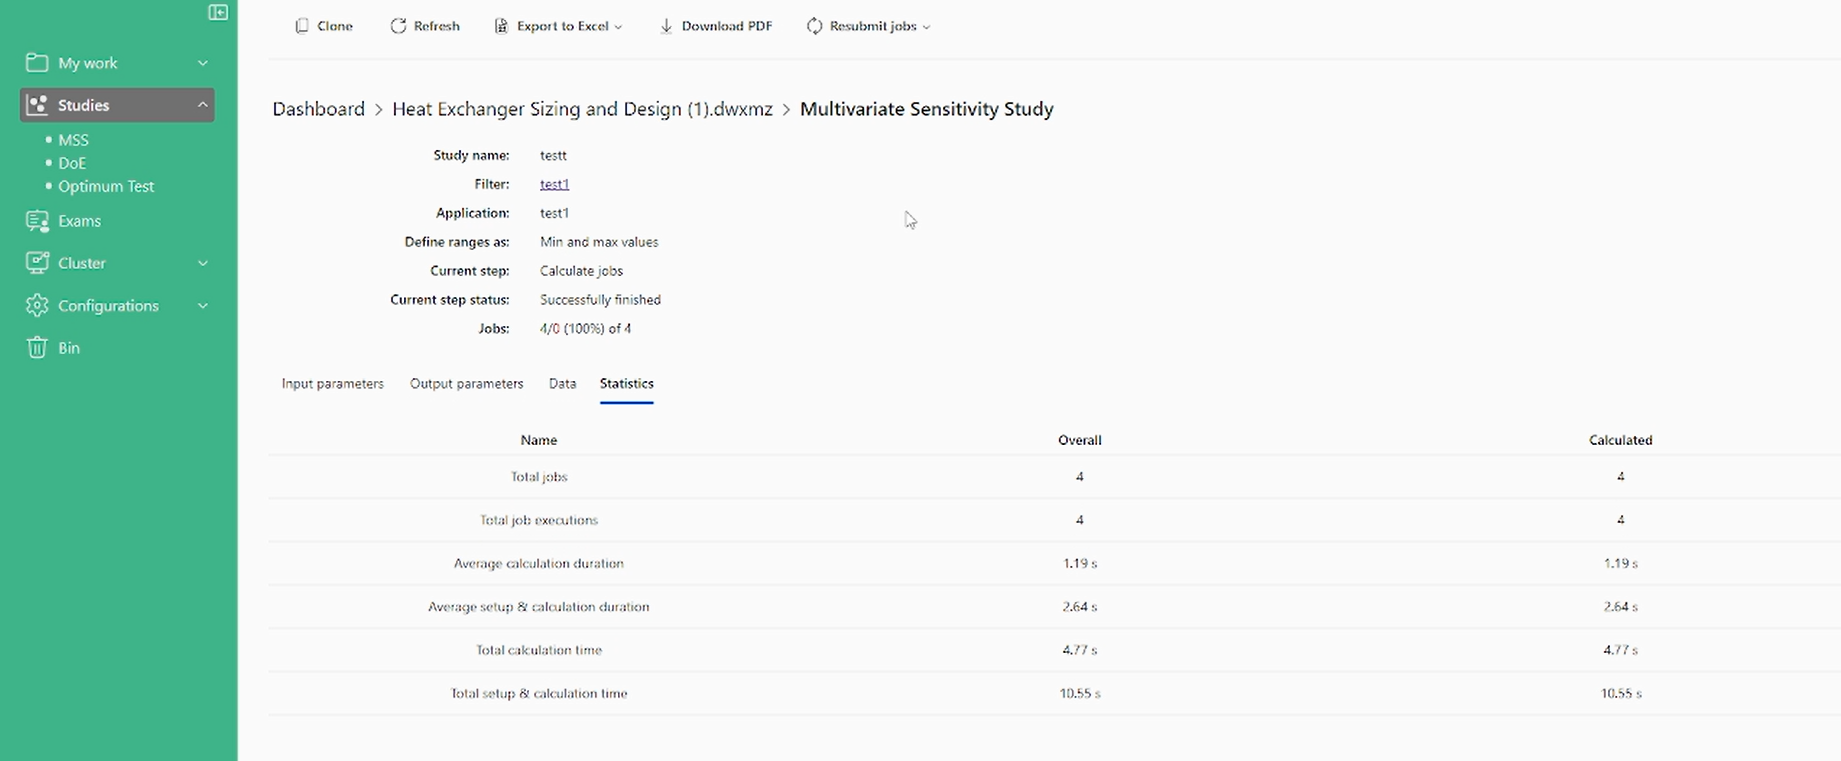 Clone Refresh Export to Excel Download PDF Resubmit jobs
My work
Studies
MSS
DoE
Optimum Test
Exams
Cluster
Configurations
Bin
Dashboard > Heat Exchanger Sizing and Design (1).dwxmz > Multivariate Sensitivity Study
Study name: testt
Filter: test1
Application: test1
Define ranges as: Min and max values
Current step: Calculate jobs
Current step status: Successfully finished
Jobs: 4/0 (100%) of 4
Input parameters Output parameters Data Statistics
Name Overall Calculated
Total jobs 4 4
Total job executions 4 4
Average calculation duration 1.19 s 1.19 s
Average setup & calculation duration 2.64 s 2.64 s
Total calculation time 4.77 s 4.77 s
Total setup & calculation time 10.55 s 10.55 s